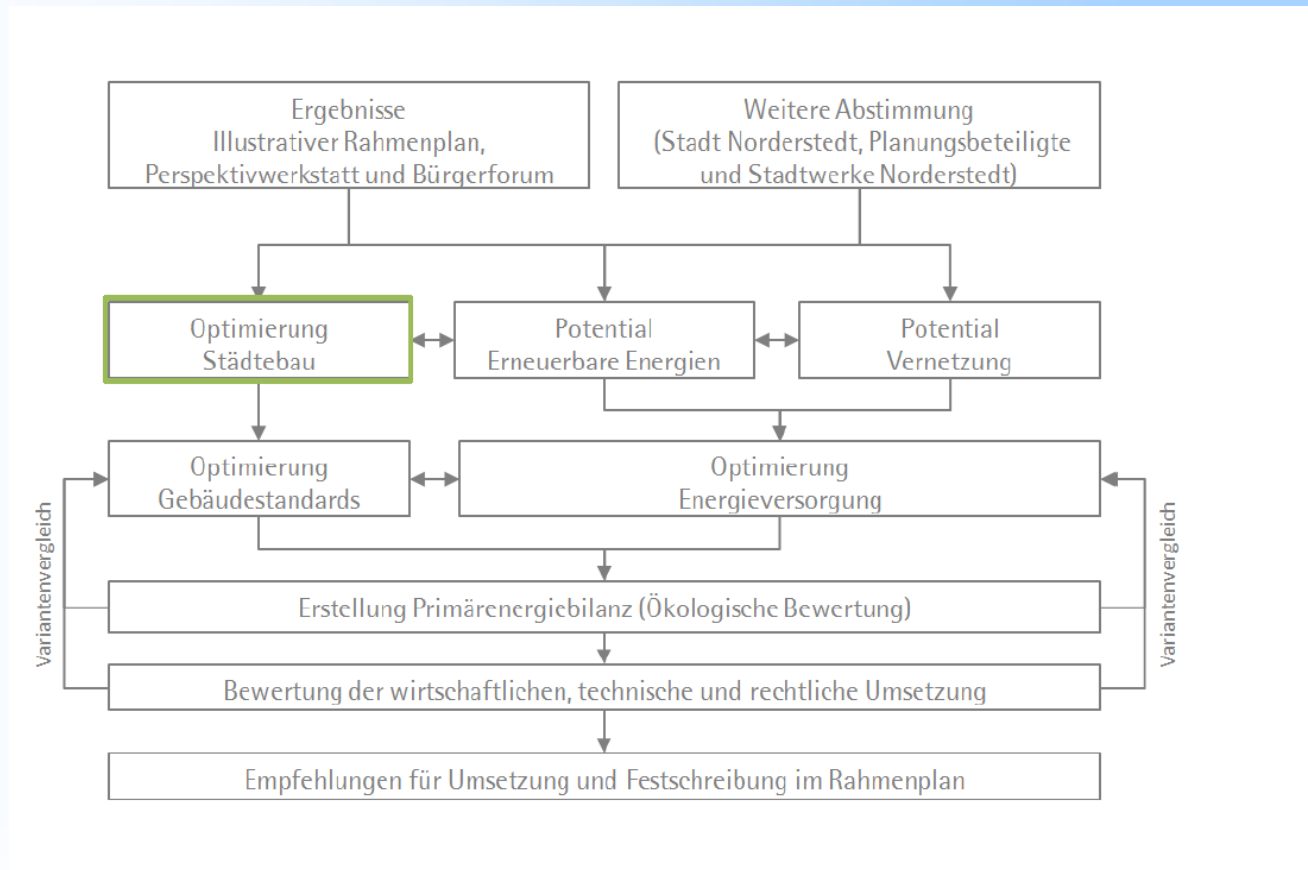 Ergebnisse
Illustrativer Rahmenplan,
Perspektivwerkstatt und Bürgerforum
Weitere Abstimmung
(Stadt Norderstedt, Planungsbeteiligte
und Stadtwerke Norderstedt)
Optimierung
Städtebau
Potential
Erneuerbare Energien
Potential
Vernetzung
Optimierung
Gebäudestandards
Optimierung
Energieversorgung
Variantenvergleich
Variantenvergleich
Erstellung Primärenergiebilanz (Ökologische Bewertung)
Bewertung der wirtschaftlichen, technische und rechtliche Umsetzung
Empfehlungen für Umsetzung und Festschreibung im Rahmenplan